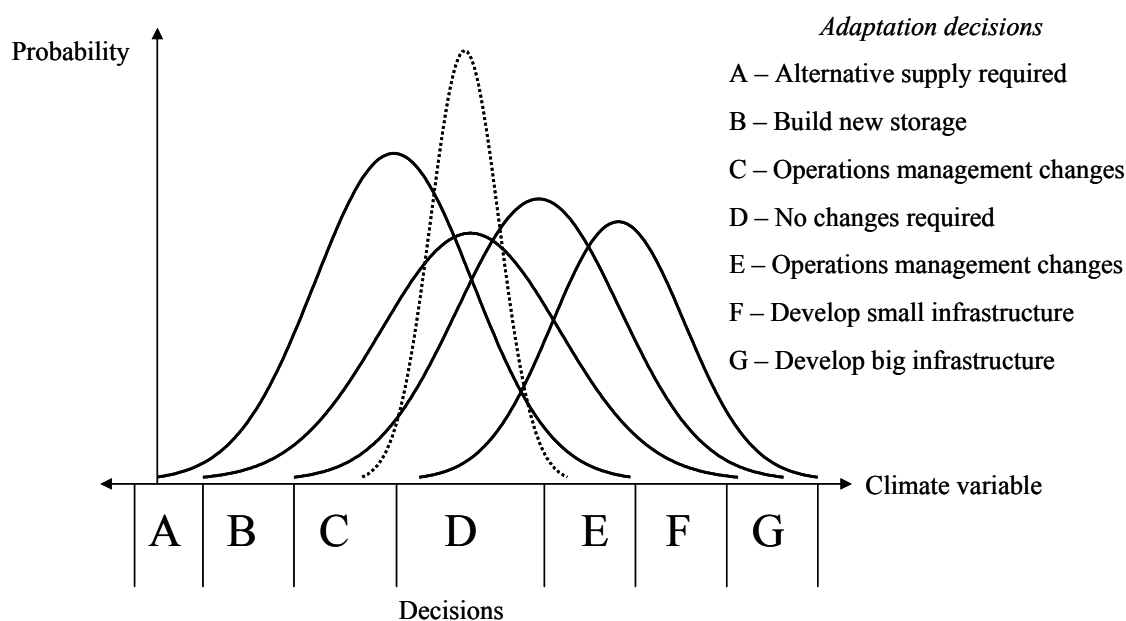 Adaptation decisions
Probability
A – Alternative supply required
B – Build new storage
C – Operations management changes
D – No changes required
E – Operations management changes
F – Develop small infrastructure
G – Develop big infrastructure
Climate variable
A B C D E F G
Decisions